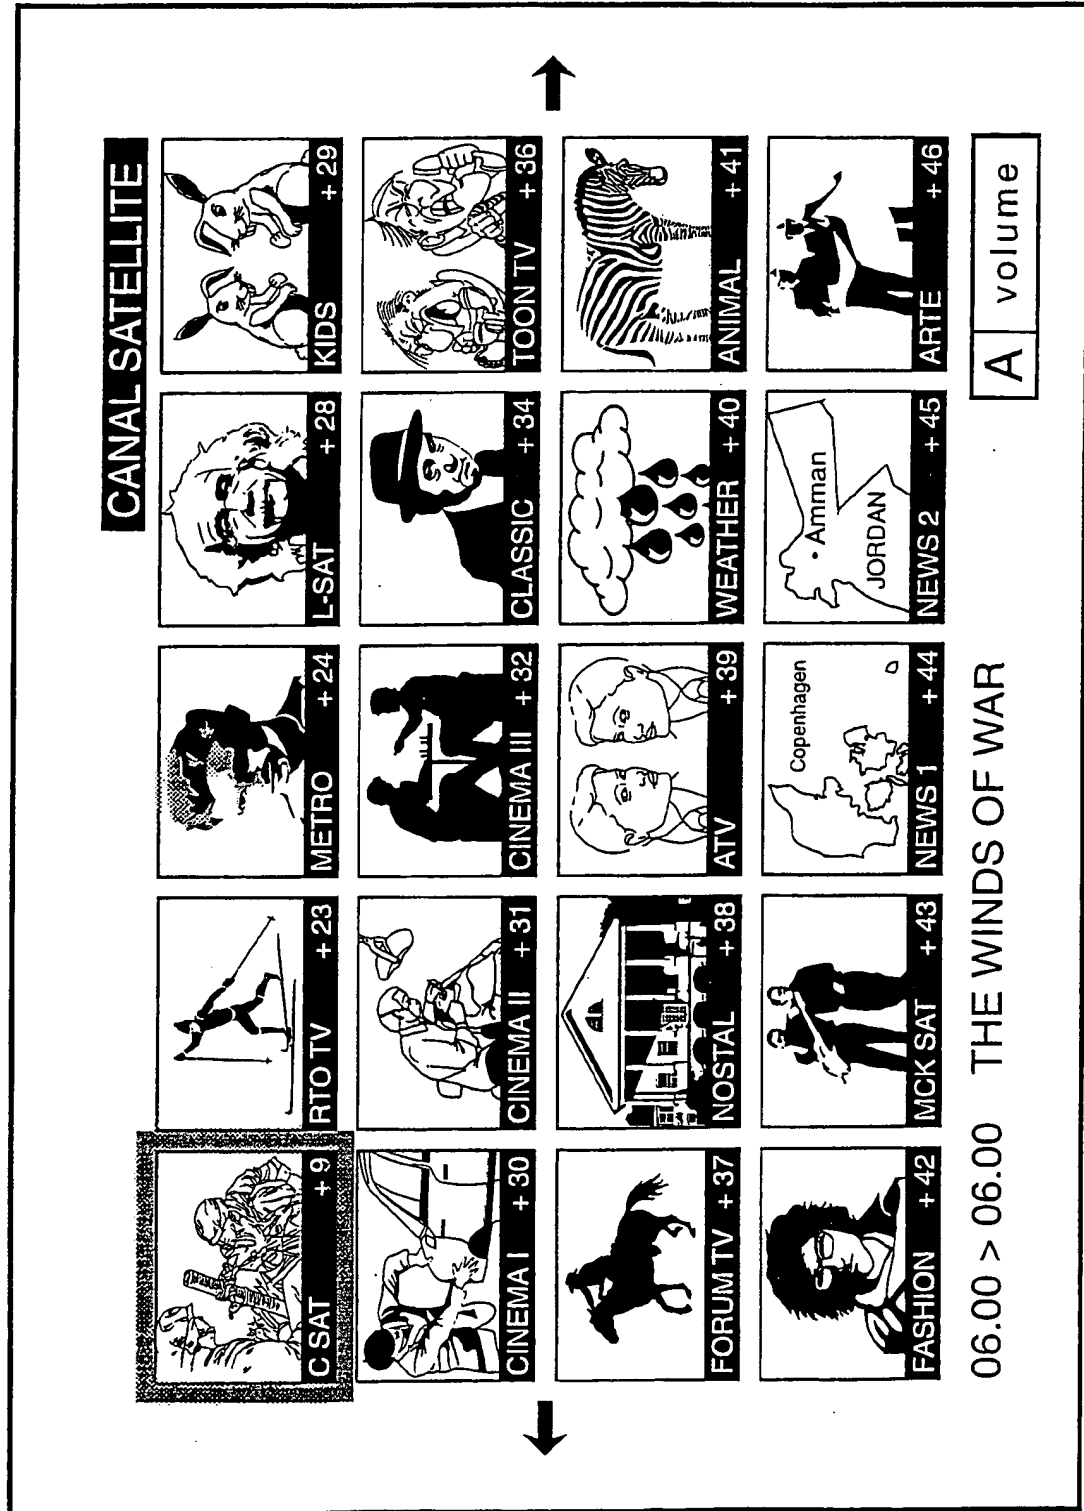 CANAL SATELLITE
C SAT + 9
RTO TV + 23
METRO + 24
L-SAT + 28
KIDS + 29
CINEMA I + 30
CINEMA II + 31
CINEMA III + 32
CLASSIC + 34
TOON TV + 36
FORUM TV + 37
NOSTAL + 38
ATV + 39
WEATHER + 40
ANIMAL + 41
Copenhagen
Amman
JORDAN
FASHION + 42
MCK SAT + 43
NEWS 1 + 44
NEWS 2 + 45
ARTE + 46
06.00 > 06.00 THE WINDS OF WAR
A volume